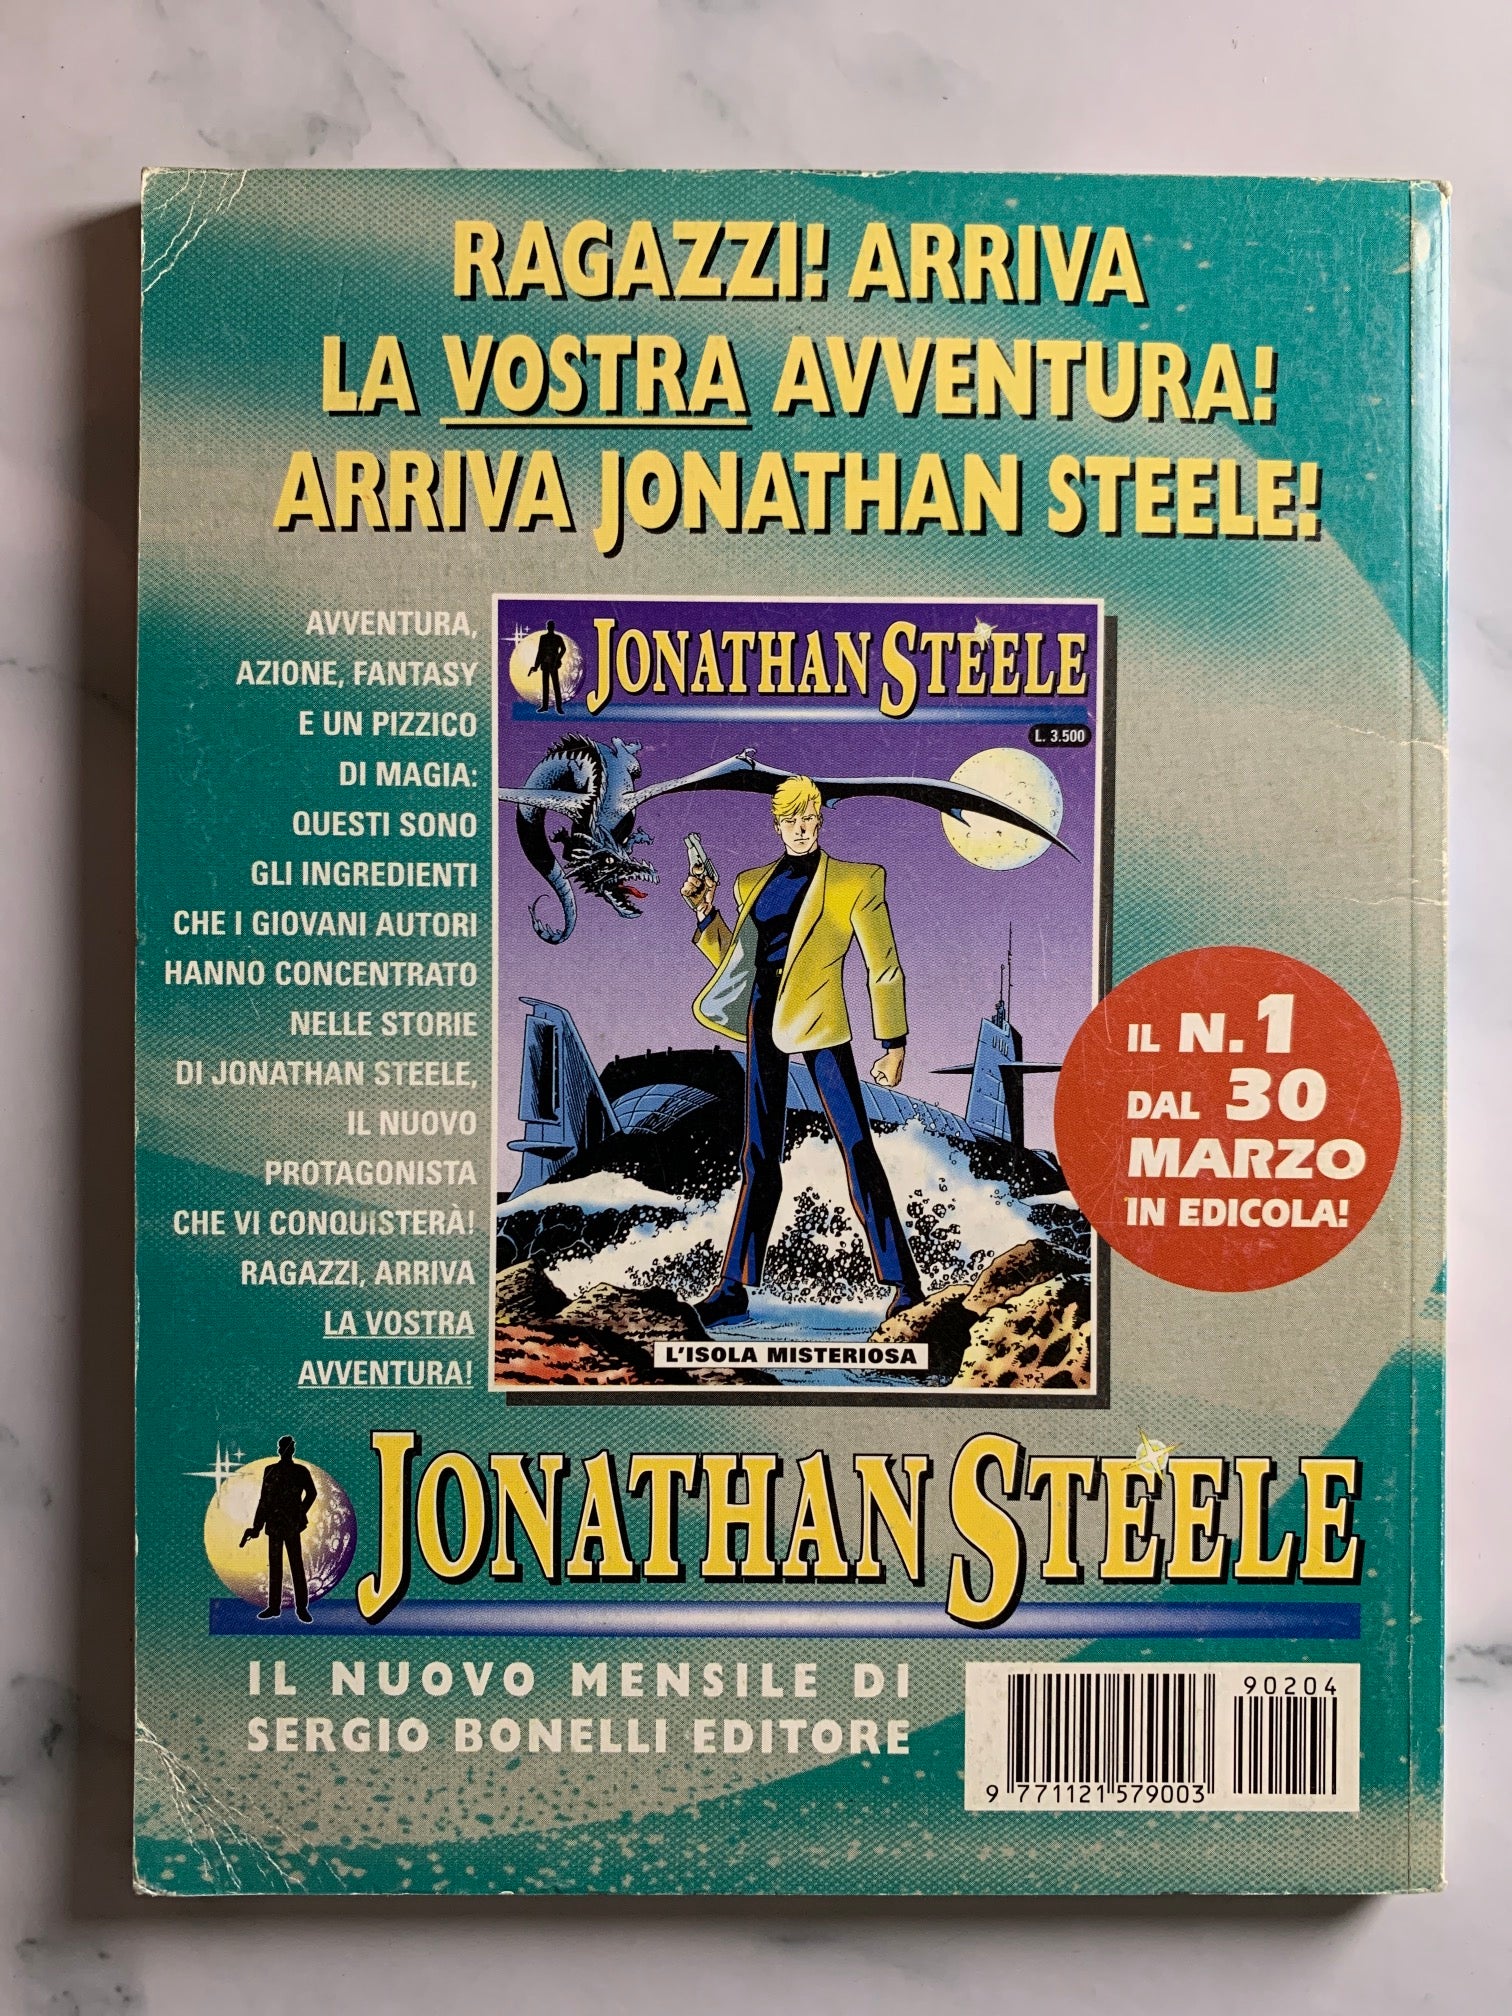 RAGAZZI! ARRIVA
LA VOSTRA AVVENTURA!
ARRIVA JONATHAN STEELE!
AVVENTURA,
AZIONE, FANTASY
E UN PIZZICO
DI MAGIA:
QUESTI SONO
GLI INGREDIENTI
CHE I GIOVANI AUTORI
HANNO CONCENTRATO
NELLE STORIE
DI JONATHAN STEELE,
IL NUOVO
PROTAGONISTA
CHE VI CONQUISTERÀ!
RAGAZZI, ARRIVA
LA VOSTRA
AVVENTURA!
JONATHAN STEELE
L. 3.500
L'ISOLA MISTERIOSA
IL N. 1
DAL 30
MARZO
IN EDICOLA!
JONATHAN STEELE
IL NUOVO MENSILE DI
SERGIO BONELLI EDITORE
90204
9 771121 579003